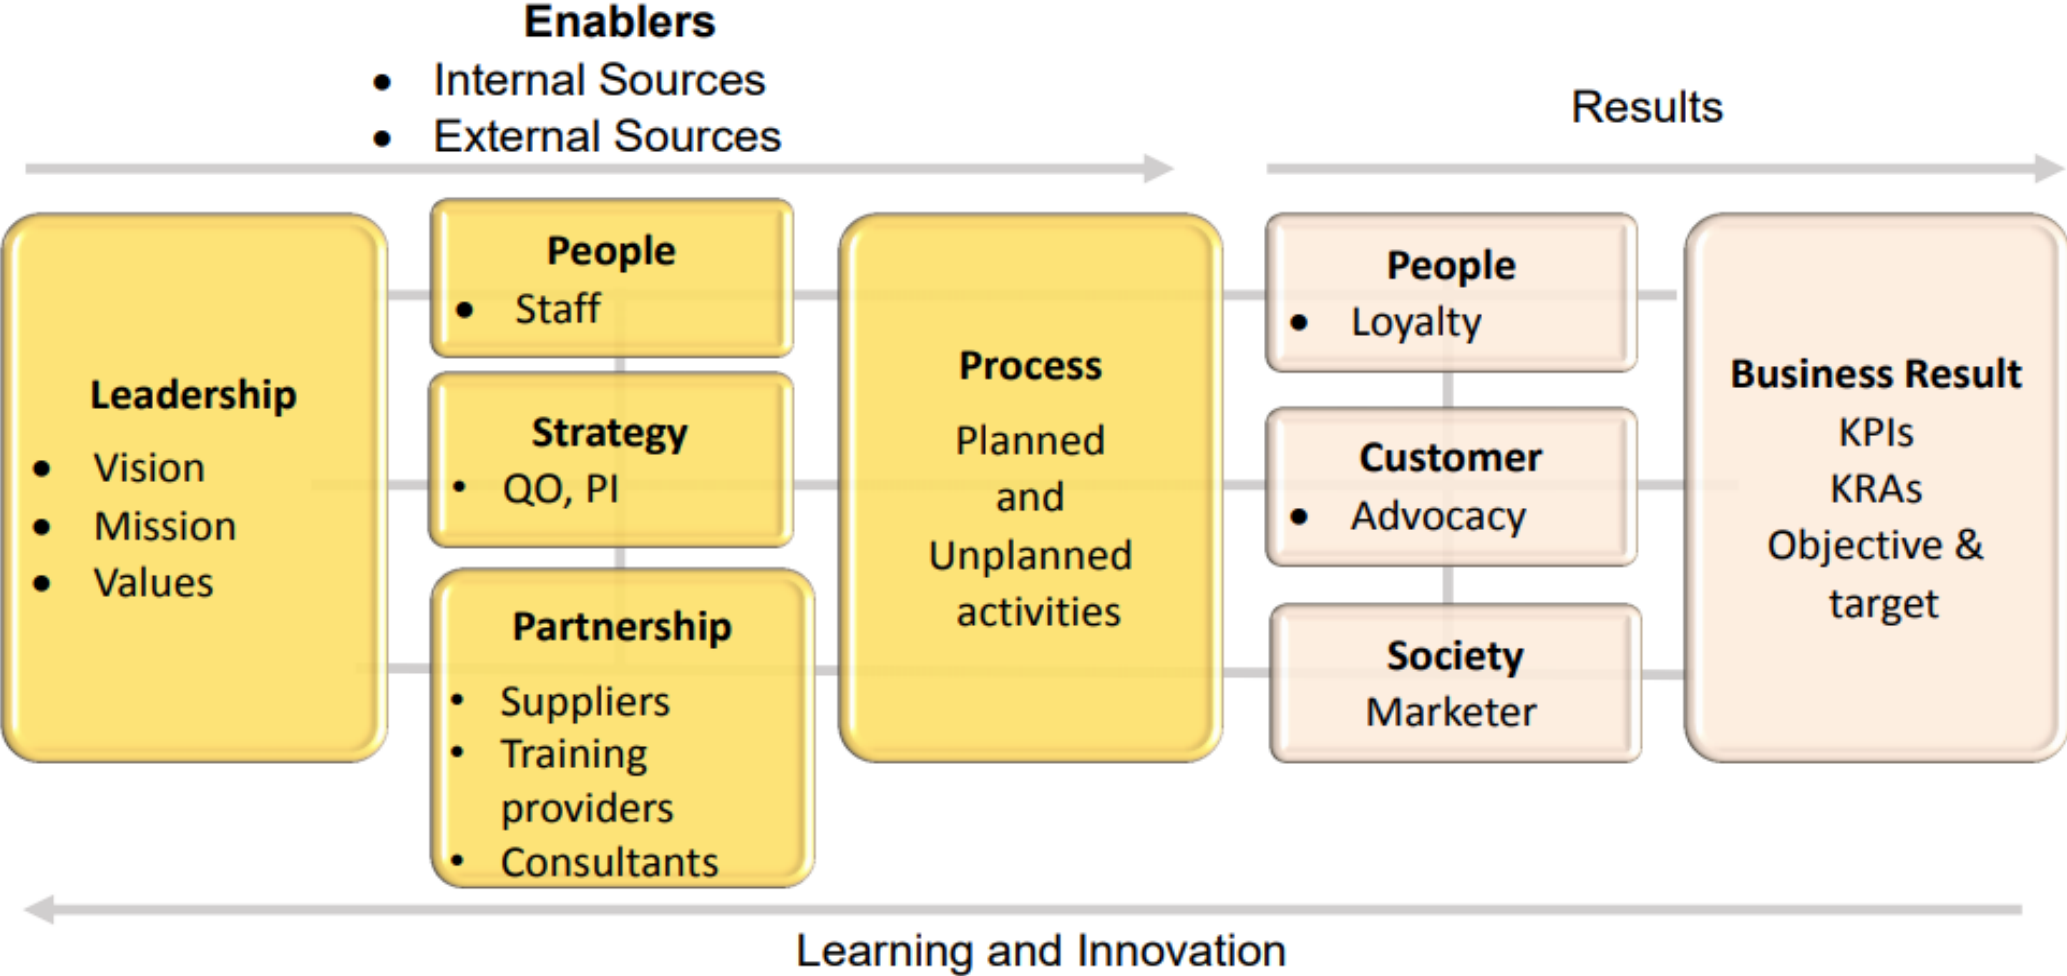 Enablers
• Internal Sources
• External Sources
Results
Leadership
• Vision
• Mission
• Values
People
• Staff
Strategy
• QO, PI
Partnership
• Suppliers
• Training
providers
• Consultants
Process
Planned
and
Unplanned
activities
People
• Loyalty
Customer
• Advocacy
Society
Marketer
Business Result
KPIs
KRAs
Objective &
target
Learning and Innovation